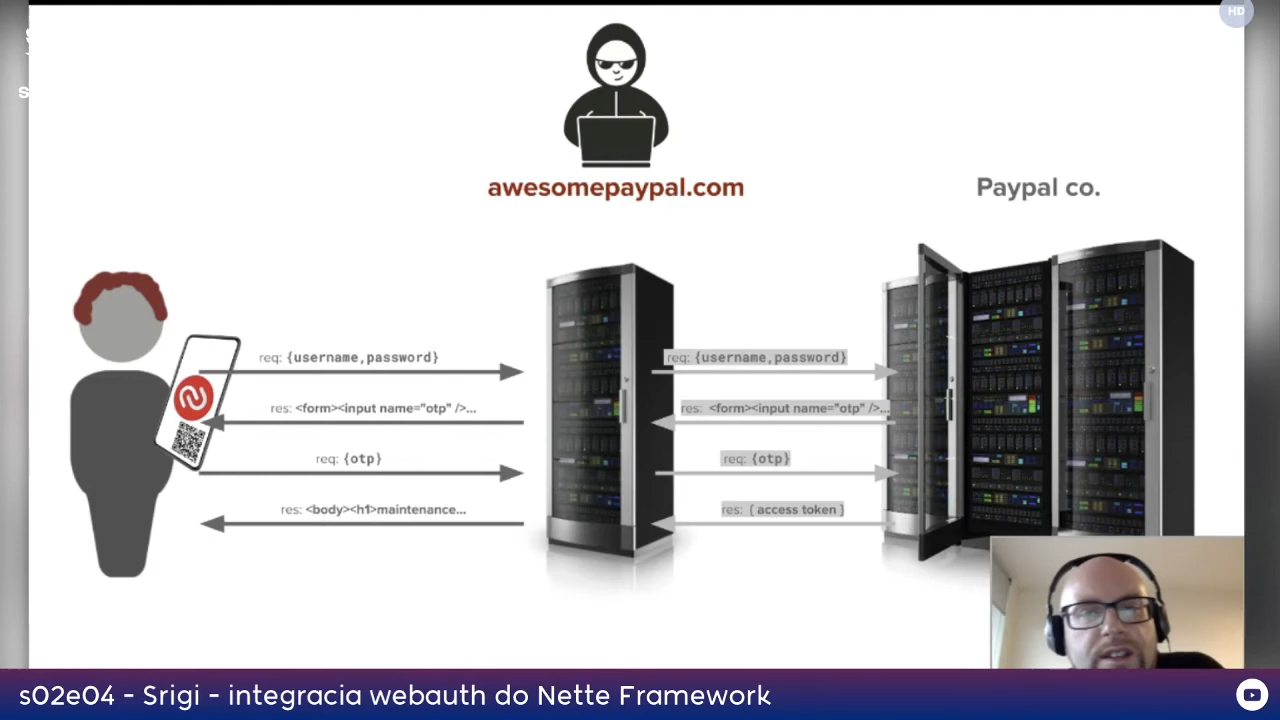 HD
s
awesomepaypal.com
Paypal co.
req: {username,password}
req: {username,password}
res: <form><input name="otp" />...
res: <form><input name="otp" />...
req: {otp}
req: {otp}
res: <body><h1>maintenance...
res: { access token }
s02e04 - Srigi - integracia webauth do Nette Framework